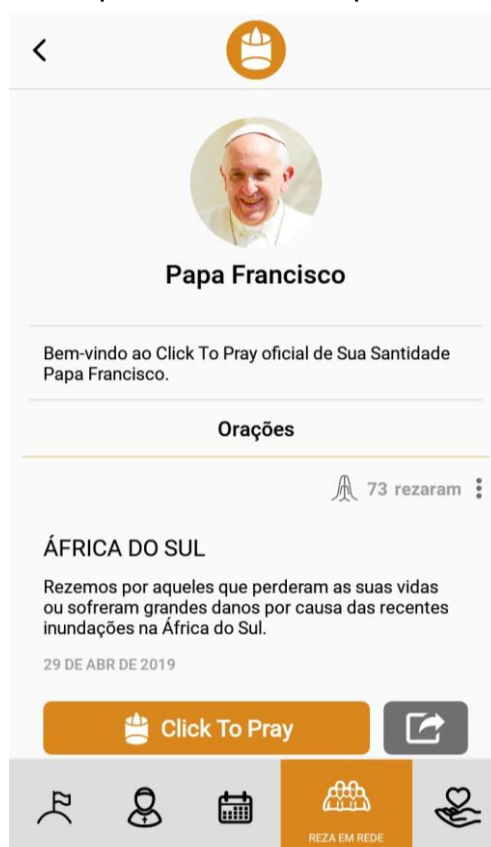 Papa Francisco
Bem-vindo ao Click To Pray oficial de Sua Santidade
Papa Francisco.
Orações
73 rezaram
ÁFRICA DO SUL
Rezemos por aqueles que perderam as suas vidas
ou sofreram grandes danos por causa das recentes
inundações na África do Sul.
29 DE ABR DE 2019
Click To Pray
REZA EM REDE